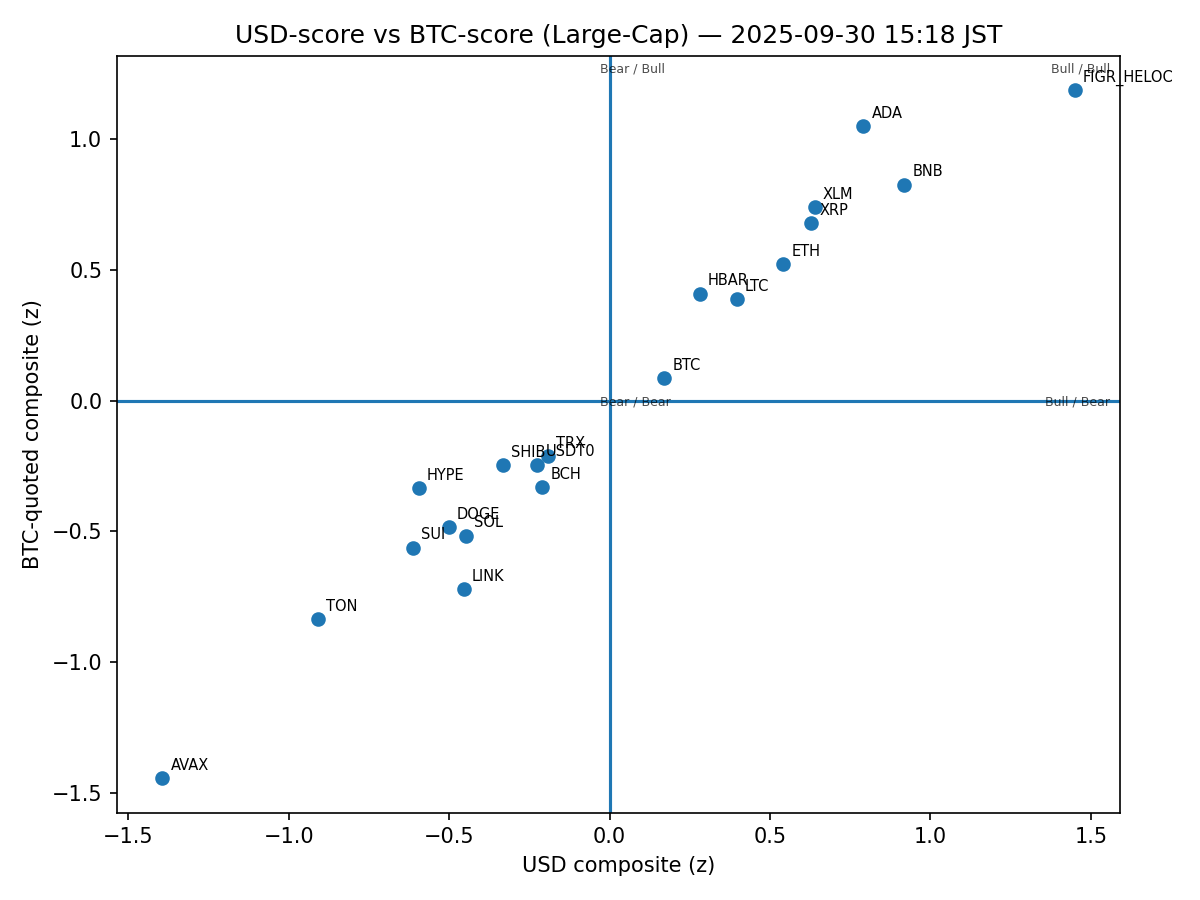 USD-score vs BTC-score (Large-Cap) — 2025-09-30 15:18 JST
Bear / Bull
Bull / Bull
FIGR_HELOC
ADA
BNB
XLM
XRP
ETH
HBAR
LTC
BTC
Bear / Bear
Bull / Bear
TRX
SHIB
USDT0
HYPE
BCH
DOGE
SOL
SUI
LINK
TON
AVAX
1.0
0.5
0.0
−0.5
−1.0
−1.5
BTC-quoted composite (z)
−1.5
−1.0
−0.5
0.0
0.5
1.0
1.5
USD composite (z)